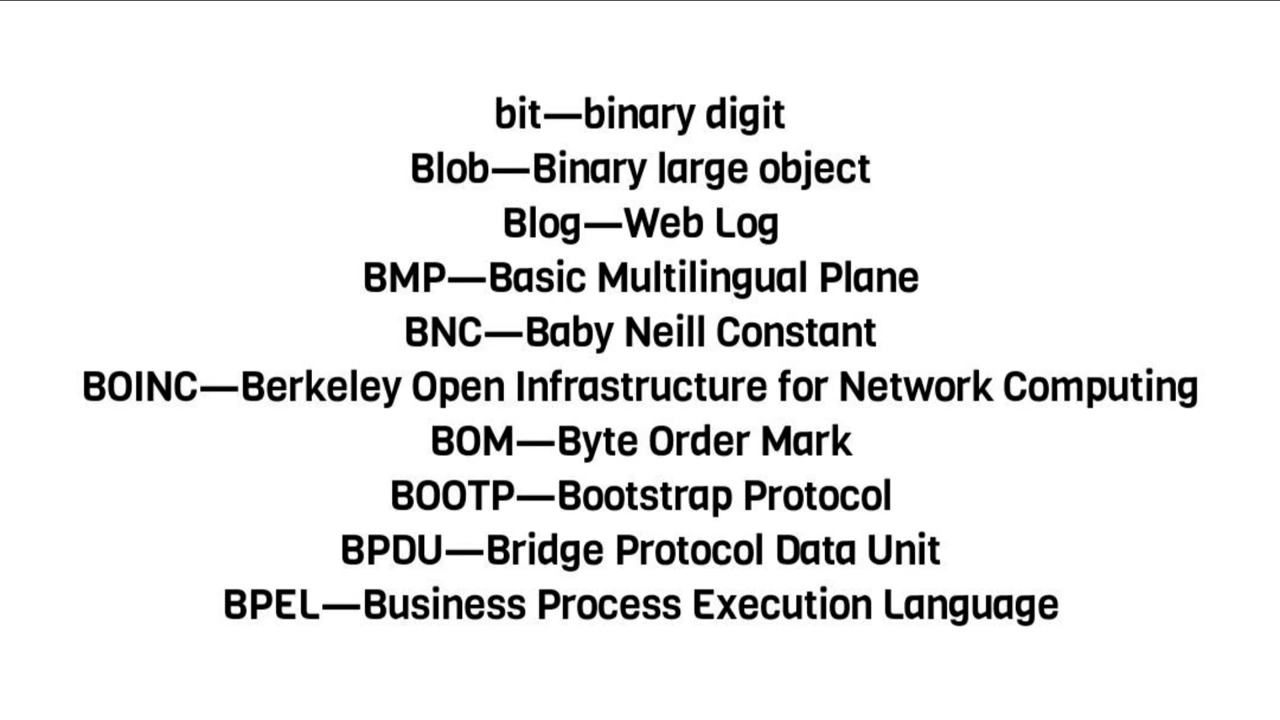 bit—binary digit
Blob—Binary large object
Blog—Web Log
BMP—Basic Multilingual Plane
BNC—Baby Neill Constant
BOINC—Berkeley Open Infrastructure for Network Computing
BOM—Byte Order Mark
BOOTP—Bootstrap Protocol
BPDU—Bridge Protocol Data Unit
BPEL—Business Process Execution Language